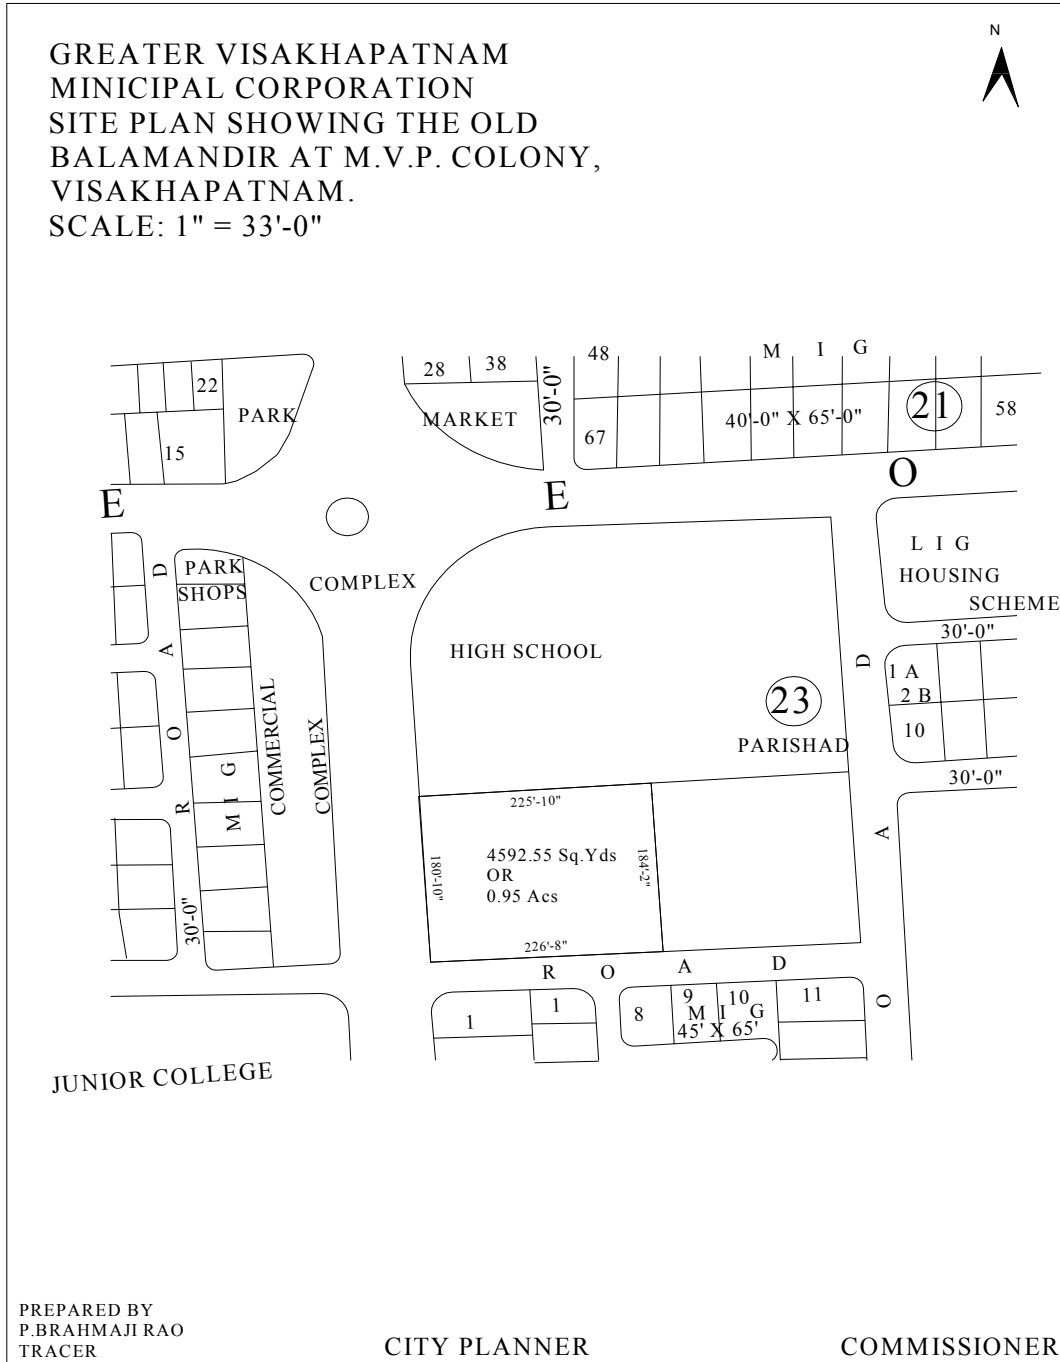 N
GREATER VISAKHAPATNAM
MINICIPAL CORPORATION
SITE PLAN SHOWING THE OLD
BALAMANDIR AT M.V.P. COLONY,
VISAKHAPATNAM.
SCALE: 1" = 33'-0"
22
PARK
15
28
38
MARKET
30'-0"
48
67
M I G
40'-0" X 65'-0"
21
58
E
E
O
D
A
O
R
30'-0"
PARK
SHOPS
M I G
COMMERCIAL
COMPLEX
COMPLEX
HIGH SCHOOL
23
PARISHAD
L I G
HOUSING
SCHEME
30'-0"
D
A
O
1 A
2 B
10
30'-0"
225'-10"
180'-10"
4592.55 Sq.Yds
OR
0.95 Acs
184'-2"
226'-8"
R O A D
1
1
8
9
10
11
M I G
45' X 65'
JUNIOR COLLEGE
PREPARED BY
P.BRAHMAJI RAO
TRACER
CITY PLANNER
COMMISSIONER